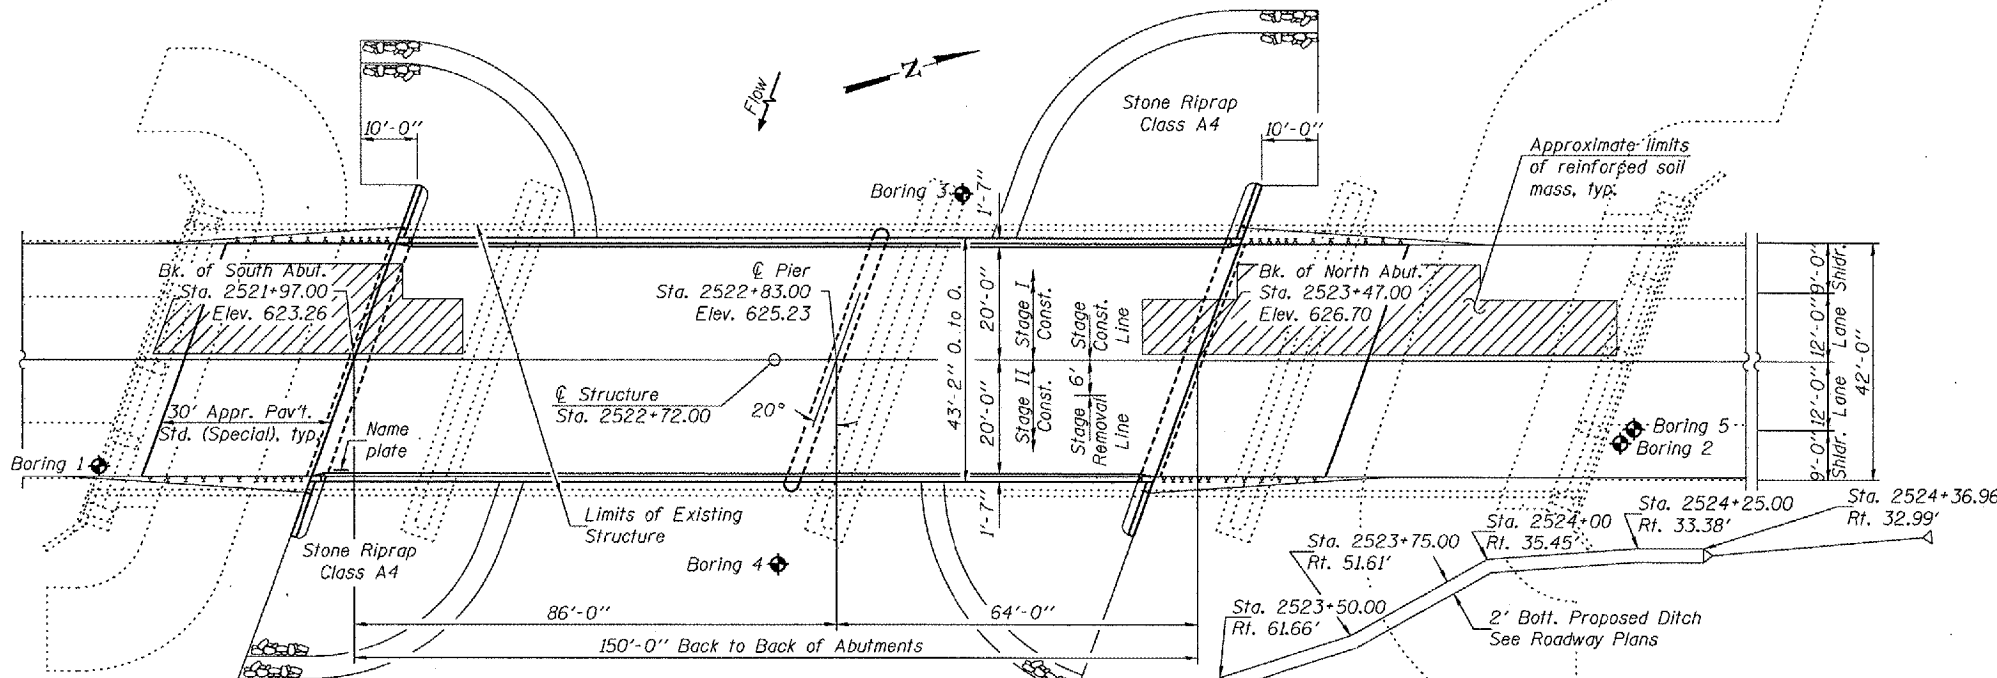 Flow
N
Stone Riprap
Class A4
10'-0"
10'-0"
Approximate limits
of reinforced soil
mass, typ.
Boring 3
1'-7"
Bk. of South Abut.
Sta. 2521+97.00
Elev. 623.26
℄ Pier
Sta. 2522+83.00
Elev. 625.23
Bk. of North Abut.
Sta. 2523+47.00
Elev. 626.70
43'-2" O. to O.
20'-0"
20'-0"
Stage I
Const.
Stage II
Const.
Stage
Const.
Line
6'
Stage I
Removal
Line
9'-0"
Shldr.
12'-0"
Lane
12'-0"
Lane
9'-0"
Shldr.
42'-0"
℄ Structure
Sta. 2522+72.00
20°
30' Appr. Pav't.
Std. (Special), typ.
Name
plate
Boring 1
Boring 5
Boring 2
Limits of Existing
Structure
1'-7"
Stone Riprap
Class A4
Boring 4
Sta. 2524+36.96
Rt. 32.99'
Sta. 2524+25.00
Rt. 33.38'
Sta. 2524+00
Rt. 35.45'
Sta. 2523+75.00
Rt. 51.61'
Sta. 2523+50.00
Rt. 61.66'
2' Bott. Proposed Ditch
See Roadway Plans
86'-0"
64'-0"
150'-0" Back to Back of Abutments